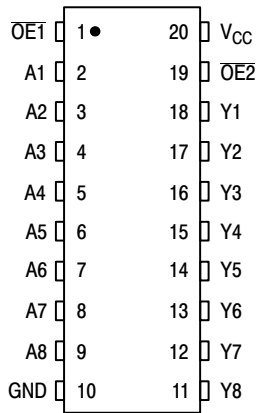 OE1 1 20 VCC
A1 2 19 OE2
A2 3 18 Y1
A3 4 17 Y2
A4 5 16 Y3
A5 6 15 Y4
A6 7 14 Y5
A7 8 13 Y6
A8 9 12 Y7
GND 10 11 Y8